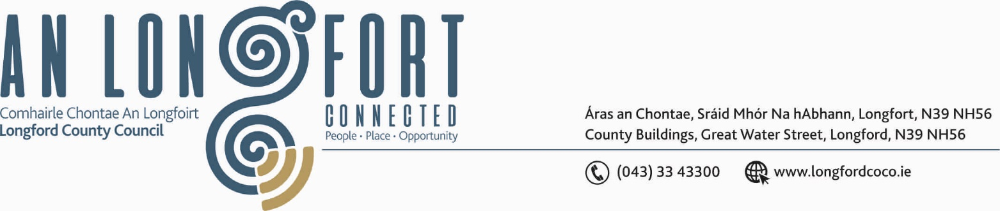 AN LONgFORT
CONNECTED
Comhairle Chontae An Longfoirt
Longford County Council
People • Place • Opportunity
Áras an Chontae, Sráid Mhór Na hAbhann, Longfort, N39 NH56
County Buildings, Great Water Street, Longford, N39 NH56
(043) 33 43300
www.longfordcoco.ie